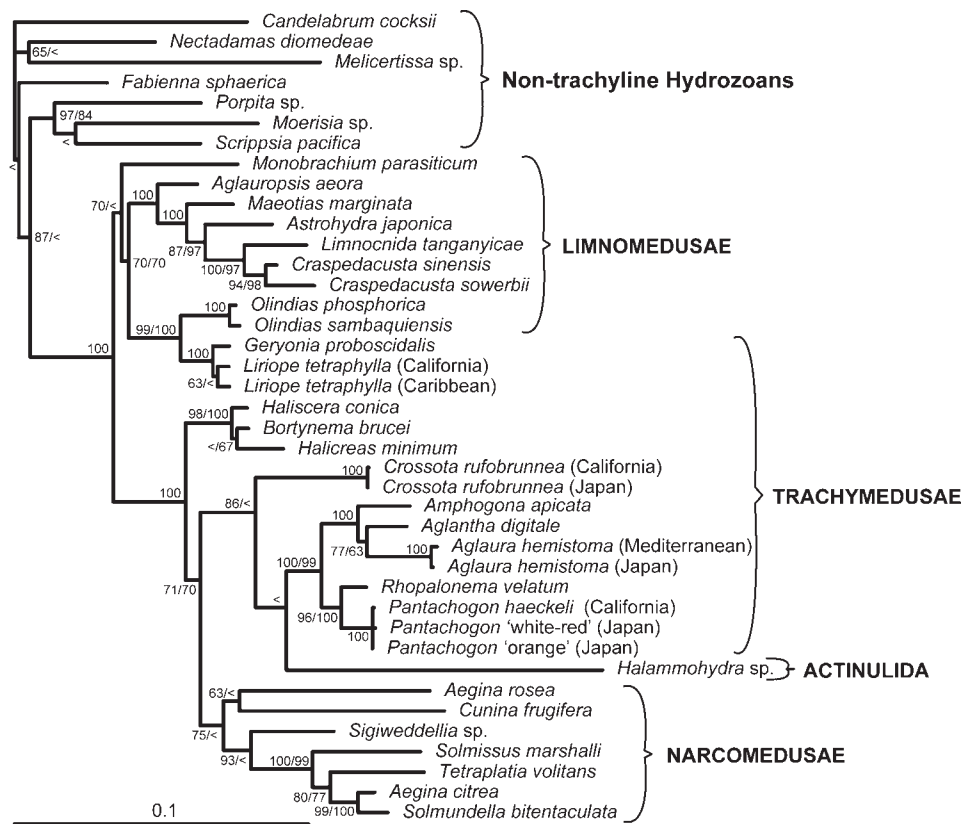 Candelabrum cocksii
Nectadamas diomedeae
65/<
Melicertissa sp.
Non-trachyline Hydrozoans
Fabienna sphaerica
Porpita sp.
97/84
Moerisia sp.
<
Scrippsia pacifica
<
Monobrachium parasiticum
Aglauropsis aeora
100
70/<
Maeotias marginata
100
Astrohydra japonica
87/<
Limnocnida tanganyicae
LIMNOMEDUSAE
87/97
70/70
Craspedacusta sinensis
100/97
Craspedacusta sowerbii
94/98
Olindias phosphorica
100
Olindias sambaquiensis
99/100
Geryonia proboscidalis
100
100
Liriope tetraphylla (California)
63/<
Liriope tetraphylla (Caribbean)
Haliscera conica
98/100
Bortynema brucei
</67
Halicreas minimum
Crossota rufobrunnea (California)
100
Crossota rufobrunnea (Japan)
100
86/<
TRACHYMEDUSAE
Amphogona apicata
100
Aglantha digitale
77/63
100
Aglaura hemistoma (Mediterranean)
100/99
Aglaura hemistoma (Japan)
71/70
Rhopalonema velatum
<
Pantachogon haeckeli (California)
96/100
Pantachogon 'white-red' (Japan)
100
Pantachogon 'orange' (Japan)
Halammohydra sp.
ACTINULIDA
63/<
Aegina rosea
Cunina frugifera
75/<
Sigiweddellia sp.
93/<
100/99
Solmissus marshalli
NARCOMEDUSAE
Tetraplatia volitans
80/77
Aegina citrea
99/100
Solmundella bitentaculata
0.1